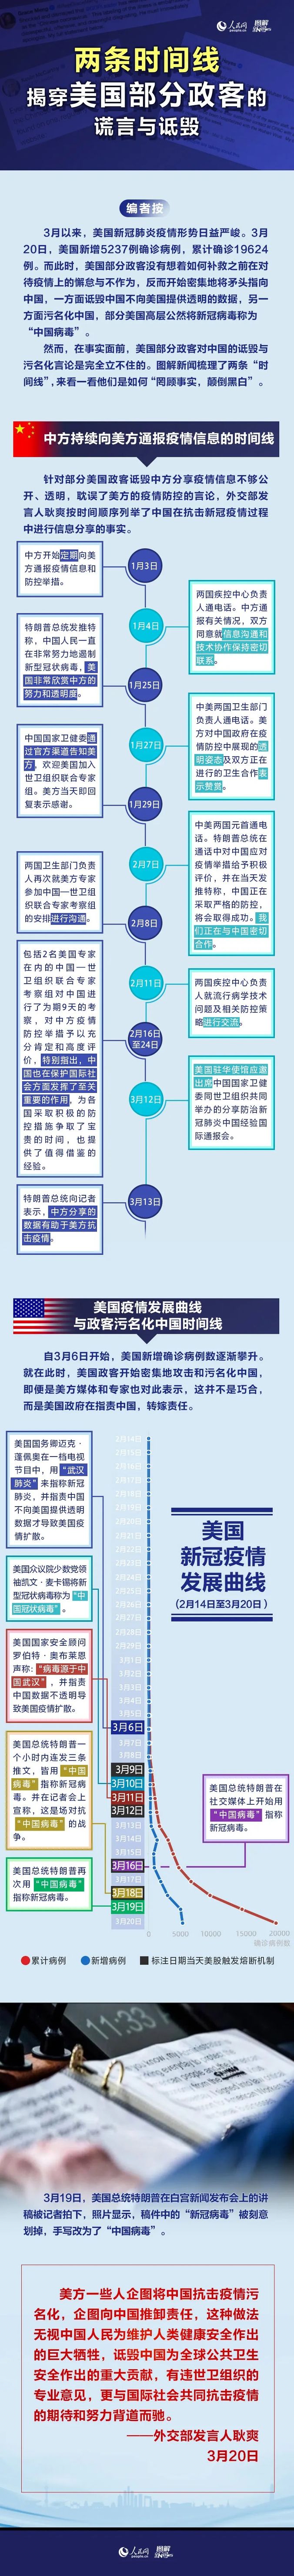 人民网
people.cn
图解新闻
两条时间线
揭穿美国部分政客的
谎言与诋毁
编者按
3月以来，美国新冠肺炎疫情形势日益严峻。3月
20日，美国新增5237例确诊病例，累计确诊19624
例。而此时，美国部分政客没有想着如何补救之前在对
待疫情上的懈怠与不作为，反而开始密集地将矛头指向
中国，一方面诋毁中国不向美国提供透明的数据，另一
方面污名化中国，部分美国高层公然将新冠病毒称为
“中国病毒”。
然而，在事实面前，美国部分政客对中国的诋毁与
污名化言论是完全立不住的。图解新闻梳理了两条“时
间线”，来看一看他们是如何“罔顾事实，颠倒黑白”。
中方持续向美方通报疫情信息的时间线
针对部分美国政客诋毁中方分享疫情信息不够公
开、透明，耽误了美方的疫情防控的言论，外交部发
言人耿爽按时间顺序列举了中国在抗击新冠疫情过程
中进行信息分享的事实。
1月3日
中方开始定期向美
方通报疫情信息和
防控举措。
1月4日
两国疾控中心负责
人通电话。中方通
报有关情况，双方
同意就信息沟通和
技术协作保持密切
联系。
1月25日
特朗普总统发推特
称，中国人民一直
在非常努力地遏制
新型冠状病毒，美
国非常欣赏中方的
努力和透明度。
1月27日
中美两国卫生部门
负责人通电话。美
方对中国政府在疫
情防控中展现的透
明姿态及双方正在
进行的卫生合作表
示赞赏。
1月29日
中国国家卫健委通
过官方渠道告知美
方，欢迎美国加入
世卫组织联合专家
组。美方当天即回
复表示感谢。
2月7日
中美两国元首通电
话。特朗普总统在
通话中对中国应对
疫情举措给予积极
评价，并在当天发
推特称，中国正在
采取严格的防控，
将会取得成功。我
们正在与中国密切
合作。
2月8日
两国卫生部门负责
人再次就美方专家
参加中国—世卫组
织联合专家考察组
的安排进行沟通。
2月11日
两国疾控中心负责
人就流行病学技术
问题及相关防控策
略进行交流。
2月16日
至24日
包括2名美国专家
在内的中国—世
卫组织联合专家
考察组对中国进
行了为期9天的考
察，对中方疫情
防控举措予以充
分肯定和高度评
价，特别指出，中
国也在保护国际社
会方面发挥了至关
重要的作用，为各
国采取积极的防
控措施争取了宝
贵的时间，也提
供了值得借鉴的
经验。
3月12日
美国驻华使馆应邀
出席中国国家卫健
委同世卫组织共同
举办的分享防治新
冠肺炎中国经验国
际通报会。
3月13日
特朗普总统向记者
表示，中方分享的
数据有助于美方抗
击疫情。
美国疫情发展曲线
与政客污名化中国时间线
自3月6日开始，美国新增确诊病例数逐渐攀升。
就在此时，美国政客开始密集地攻击和污名化中国，
即便是美方媒体和专家也对此表示，这并不是巧合，
而是美国政府在指责中国，转嫁责任。
美国国务卿迈克·
蓬佩奥在一档电视
节目中，用“武汉
肺炎”来指称新冠
肺炎，并指责中国
不向美国提供透明
数据才导致美国疫
情扩散。
美国众议院少数党领
袖凯文·麦卡锡将新
型冠状病毒称为“中
国冠状病毒”。
美国国家安全顾问
罗伯特·奥布莱恩
声称：“病毒源于中
国武汉”，并指责
中国数据不透明导
致美国疫情扩散。
美国总统特朗普一
个小时内连发三条
推文，皆用“中国
病毒”指称新冠病
毒。并在记者会上
宣称，这是场对抗
“中国病毒”的战
争。
美国总统特朗普再
次用“中国病毒”
指称新冠病毒。
美国
新冠疫情
发展曲线
（2月14日至3月20日）
2月14日
2月15日
2月16日
2月17日
2月18日
2月19日
2月20日
2月21日
2月22日
2月23日
2月24日
2月25日
2月26日
2月27日
2月28日
2月29日
3月1日
3月2日
3月3日
3月4日
3月5日
3月6日
3月7日
3月8日
3月9日
3月10日
3月11日
3月12日
3月13日
3月14日
3月15日
3月16日
3月17日
3月18日
3月19日
3月20日
美国总统特朗普在
社交媒体上开始用
“中国病毒”指称
新冠病毒。
0 5000 10000 15000 20000
确诊病例数
累计病例 新增病例 标注日期当天美股触发熔断机制
11:33
3月19日，美国总统特朗普在白宫新闻发布会上的讲
稿被记者拍下，照片显示，稿件中的“新冠病毒”被刻意
划掉，手写改为了“中国病毒”。
美方一些人企图将中国抗击疫情污
名化，企图向中国推卸责任，这种做法
无视中国人民为维护人类健康安全作出
的巨大牺牲，诋毁中国为全球公共卫生
安全作出的重大贡献，有违世卫组织的
专业意见，更与国际社会共同抗击疫情
的期待和努力背道而驰。
——外交部发言人耿爽
3月20日
人民网
people.cn
图解新闻